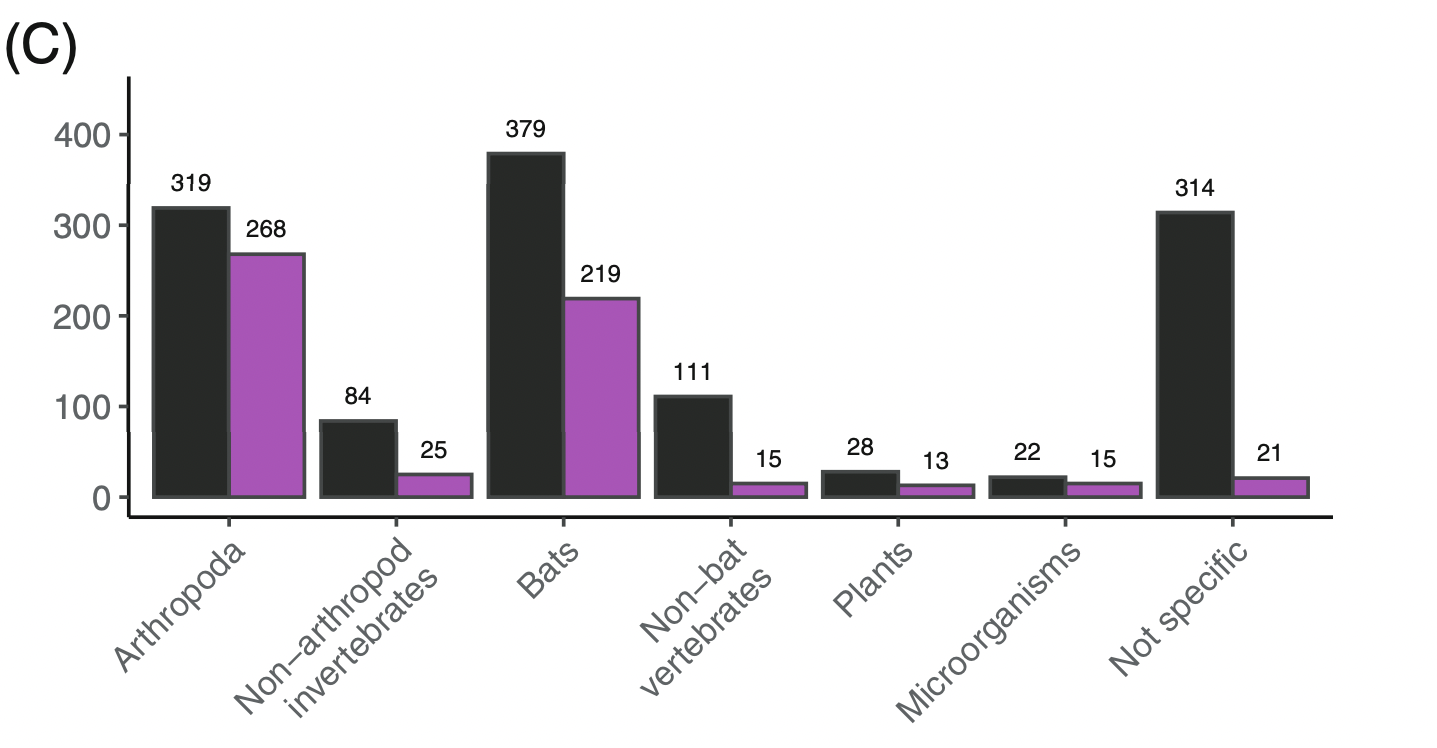 (C)
400
300
200
100
0
319
268
84
25
379
219
111
15
28
13
22
15
314
21
Arthropoda
Non−arthropod
invertebrates
Bats
Non−bat
vertebrates
Plants
Microorganisms
Not specific